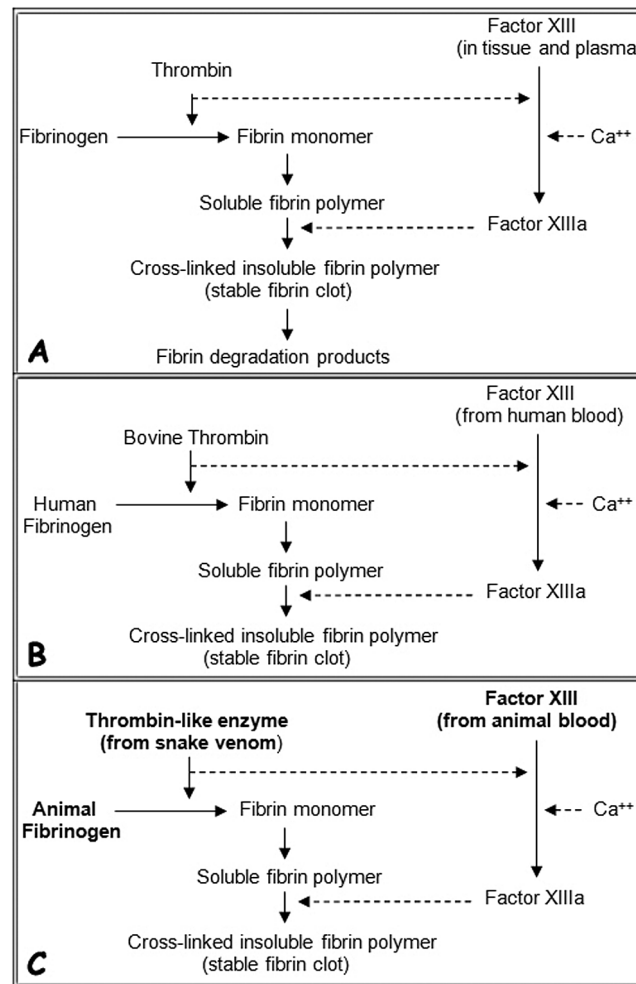 Factor XIII
(in tissue and plasma)
Thrombin
Fibrinogen
Fibrin monomer
Ca++
Soluble fibrin polymer
Factor XIIIa
Cross-linked insoluble fibrin polymer
(stable fibrin clot)
A
Fibrin degradation products
Factor XIII
(from human blood)
Bovine Thrombin
Human
Fibrinogen
Fibrin monomer
Ca++
Soluble fibrin polymer
Factor XIIIa
Cross-linked insoluble fibrin polymer
(stable fibrin clot)
B
Factor XIII
(from animal blood)
Thrombin-like enzyme
(from snake venom)
Animal
Fibrinogen
Fibrin monomer
Ca++
Soluble fibrin polymer
Factor XIIIa
Cross-linked insoluble fibrin polymer
(stable fibrin clot)
C